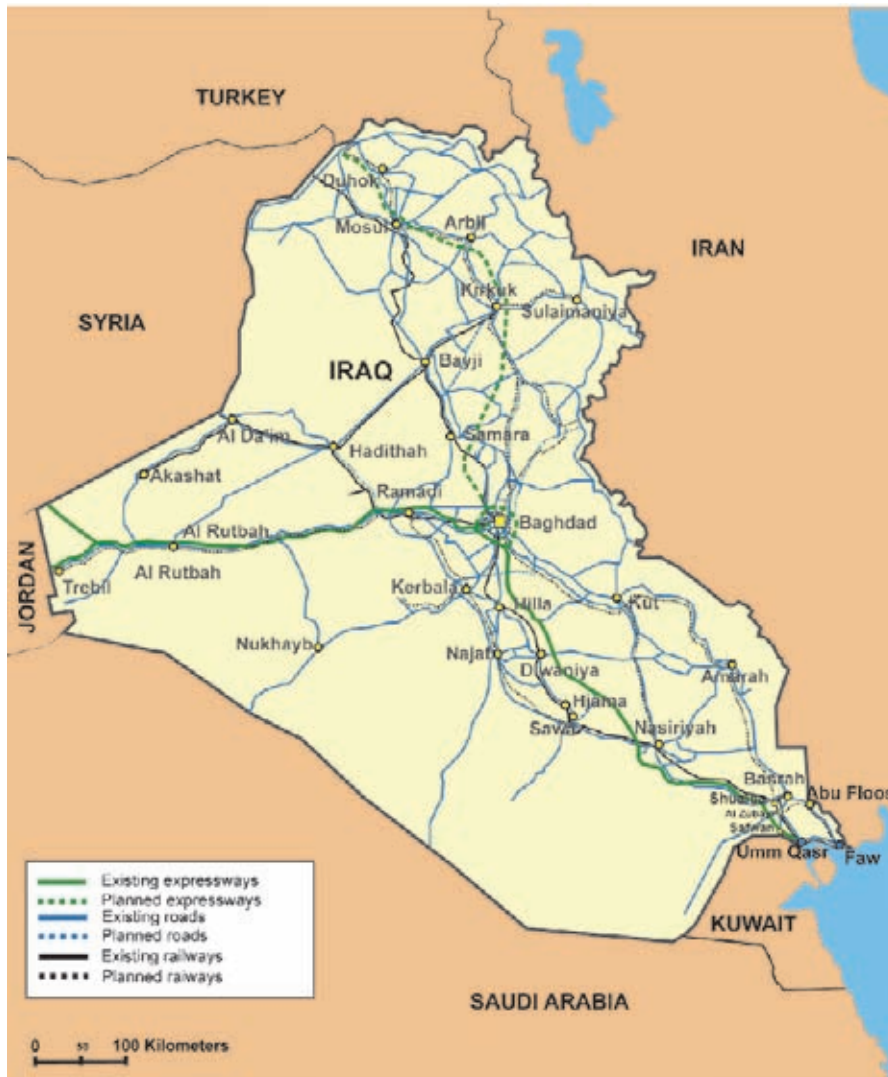 TURKEY
Duhok
Mosul
Arbil
IRAN
Kirkuk
Sulaimaniya
SYRIA
IRAQ
Bayji
Al Da'im
Samara
Hadithah
Akashat
Ramadi
Al Rutbah
Baghdad
JORDAN
Trebil
Al Rutbah
Kerbala
Hilla
Kut
Nukhayb
Najaf
Diwaniya
Amarah
Hjama
Sawa
Nasiriyah
Basrah
Shuaiba
Abu Floos
Al Zubair
Safwan
Umm Qasr
Faw
Existing expressways
Planned expressways
Existing roads
Planned roads
Existing railways
Planned raiways
KUWAIT
SAUDI ARABIA
0 50 100 Kilometers